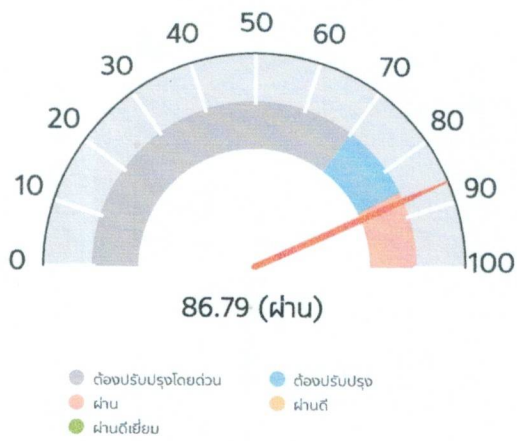 50
40 60
30 70
20 80
10 90
0 100
86.79 (ผ่าน)
ต้องปรับปรุงโดยด่วน ต้องปรับปรุง
ผ่าน ผ่านดี
ผ่านดีเยี่ยม